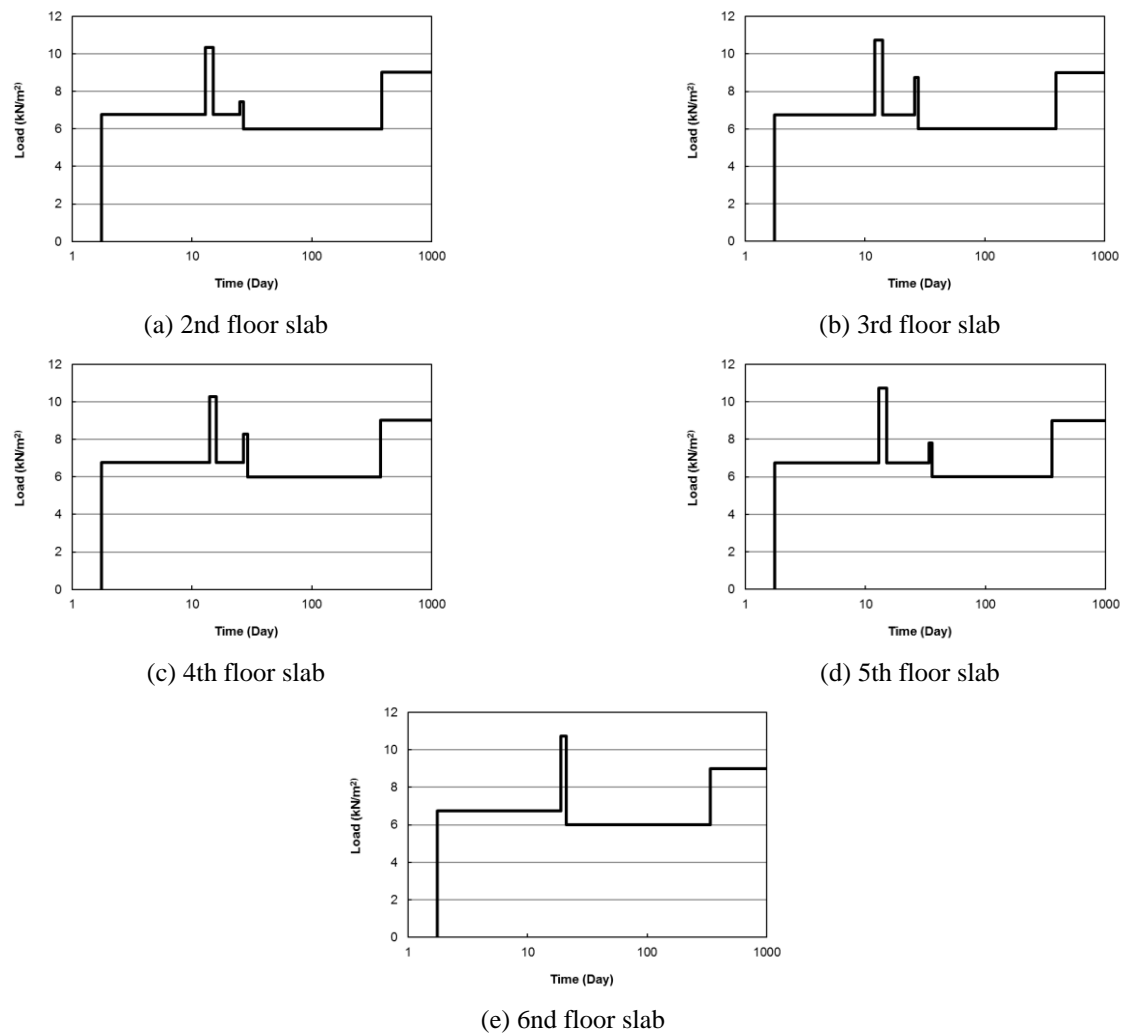 12
10
8
6
4
2
0
Load (kN/m²)
1 10 100 1000
Time (Day)
(a) 2nd floor slab
12
10
8
6
4
2
0
Load (kN/m²)
1 10 100 1000
Time (Day)
(b) 3rd floor slab
12
10
8
6
4
2
0
Load (kN/m²)
1 10 100 1000
Time (Day)
(c) 4th floor slab
12
10
8
6
4
2
0
Load (kN/m²)
1 10 100 1000
Time (Day)
(d) 5th floor slab
12
10
8
6
4
2
0
Load (kN/m²)
1 10 100 1000
Time (Day)
(e) 6nd floor slab